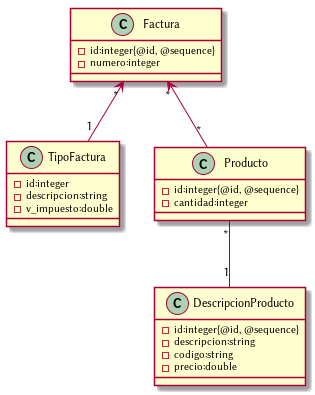 C Factura
id:integer{@id, @sequence}
numero:integer
* *
1 *
C TipoFactura
id:integer
descripcion:string
v_impuesto:double
C Producto
id:integer{@id, @sequence}
cantidad:integer
*
1
C DescripcionProducto
id:integer{@id, @sequence}
descripcion:string
codigo:string
precio:double